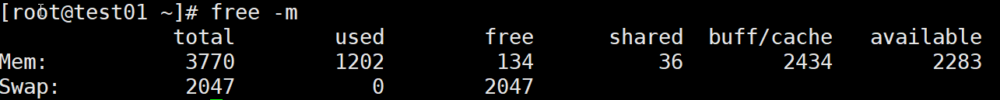 [root@test01 ~]# free -m
              total        used        free      shared  buff/cache   available
Mem:           3770        1202         134          36        2434        2283
Swap:          2047           0        2047